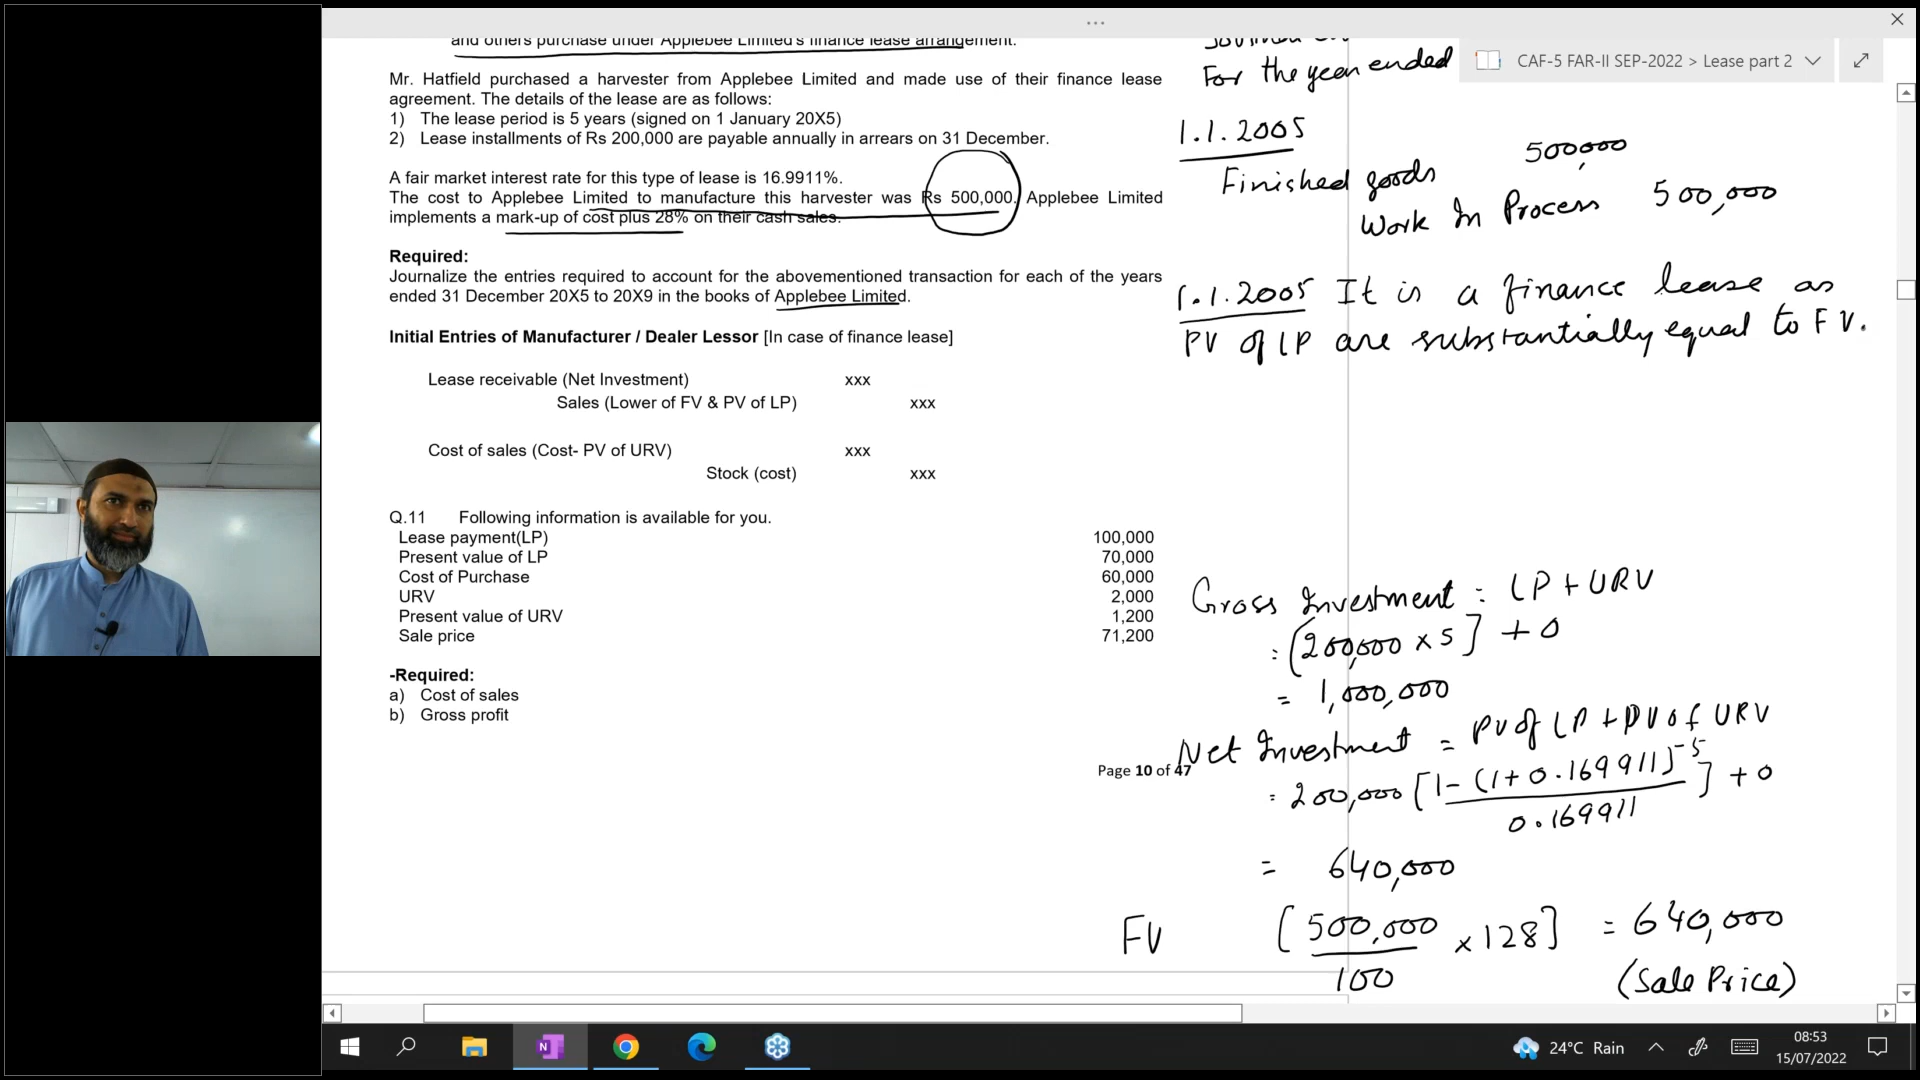 ...
and others purchase under Applebee Limited's finance lease arrangement.
Mr. Hatfield purchased a harvester from Applebee Limited and made use of their finance lease
agreement. The details of the lease are as follows:
1) The lease period is 5 years (signed on 1 January 20X5)
2) Lease installments of Rs 200,000 are payable annually in arrears on 31 December.
A fair market interest rate for this type of lease is 16.9911%.
The cost to Applebee Limited to manufacture this harvester was Rs 500,000. Applebee Limited
implements a mark-up of cost plus 28% on their cash sales.
Required:
Journalize the entries required to account for the abovementioned transaction for each of the years
ended 31 December 20X5 to 20X9 in the books of Applebee Limited.
Initial Entries of Manufacturer / Dealer Lessor [In case of finance lease]
Lease receivable (Net Investment) xxx
Sales (Lower of FV & PV of LP) xxx
Cost of sales (Cost- PV of URV) xxx
Stock (cost) xxx
Q.11 Following information is available for you.
Lease payment(LP) 100,000
Present value of LP 70,000
Cost of Purchase 60,000
URV 2,000
Present value of URV 1,200
Sale price 71,200
-Required:
a) Cost of sales
b) Gross profit
Page 10 of 47
For the year ended
CAF-5 FAR-II SEP-2022 > Lease part 2
1.1.2005
Finished goods 500,000
Work In Process 500,000
1.1.2005 It is a finance lease as
PV of LP are substantially equal to FV.
Gross Investment : LP + URV
: [200,000 x 5] + 0
= 1,000,000
Net Investment = PV of LP + PV of URV
: 200,000 [1- (1+0.169911)-5 ] + 0
0.169911
= 640,000
FV [500,000 x 128] = 640,000
100 (Sale Price)
24°C Rain
08:53
15/07/2022